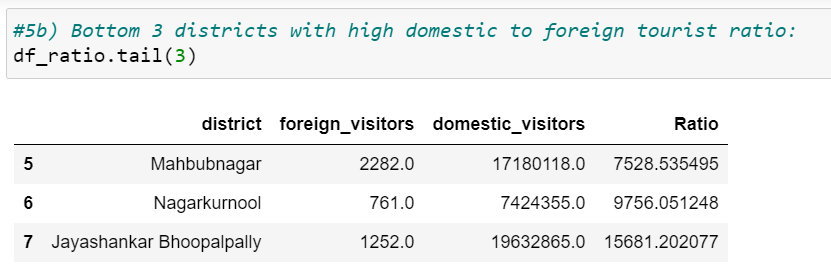 #5b) Bottom 3 districts with high domestic to foreign tourist ratio:
df_ratio.tail(3)
district foreign_visitors domestic_visitors Ratio
5 Mahbubnagar 2282.0 17180118.0 7528.535495
6 Nagarkurnool 761.0 7424355.0 9756.051248
7 Jayashankar Bhoopalpally 1252.0 19632865.0 15681.202077